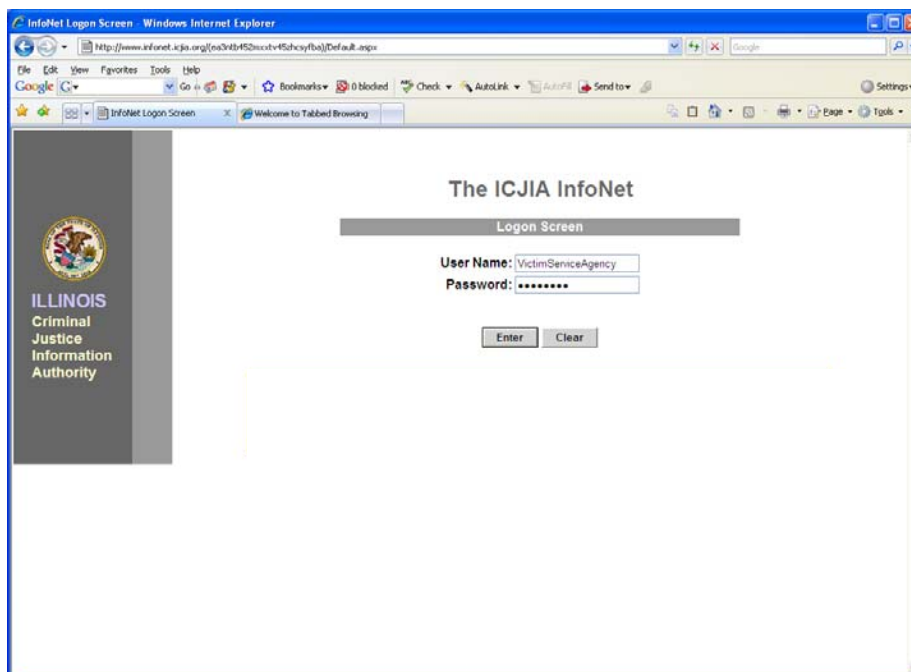 InfoNet Logon Screen - Windows Internet Explorer
Google
File Edit View Favorites Tools Help
Google G Go Bookmarks 0 blocked Check AutoLink AutoFill Send to Settings
InfoNet Logon Screen X Welcome to Tabbed Browsing Page Tools
The ICJIA InfoNet
Logon Screen
User Name: VictimServiceAgency
Password: ••••••••
Enter Clear
ILLINOIS
Criminal
Justice
Information
Authority